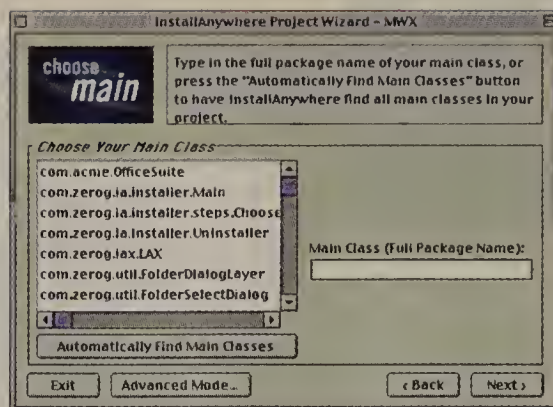 InstallAnywhere Project Wizard – MWX
choose
main
Type in the full package name of your main class, or
press the "Automatically Find Main Classes" button
to have InstallAnywhere find all main classes in your
project.
Choose Your Main Class
com.acme.OfficeSuite
com.zerog.ia.installer.Main
com.zerog.ia.installer.steps.Choose
com.zerog.ia.installer.Uninstaller
com.zerog.lax.LAX
com.zerog.util.FolderDialogLayer
com.zerog.util.FolderSelectDialog
Main Class (Full Package Name):
Automatically Find Main Classes
Exit
Advanced Mode...
‹ Back
Next ›